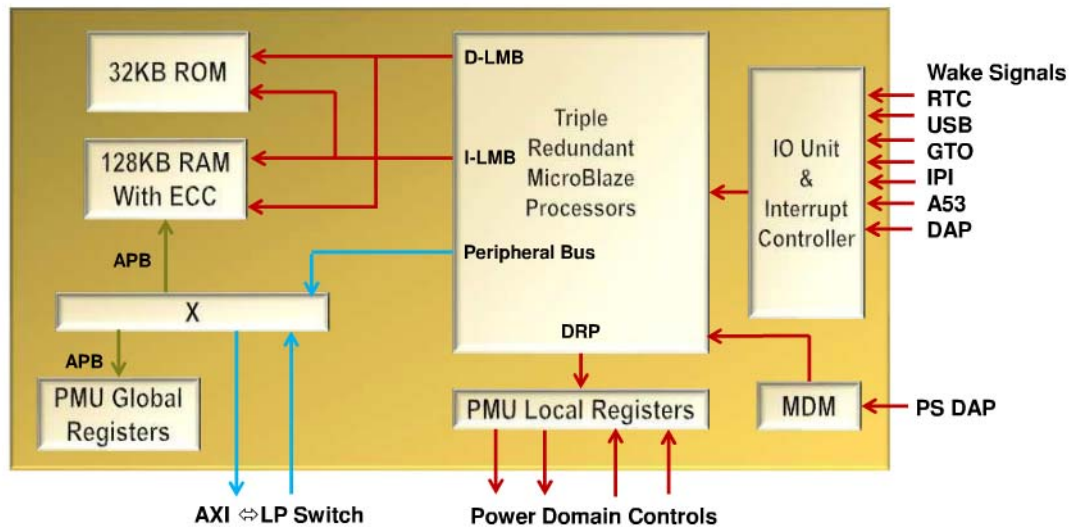 32KB ROM
128KB RAM
With ECC
APB
X
APB
PMU Global
Registers
AXI ⇔LP Switch
D-LMB
Triple
Redundant
MicroBlaze
Processors
I-LMB
Peripheral Bus
DRP
PMU Local Registers
Power Domain Controls
IO Unit
&
Interrupt
Controller
MDM
Wake Signals
RTC
USB
GTO
IPI
A53
DAP
PS DAP